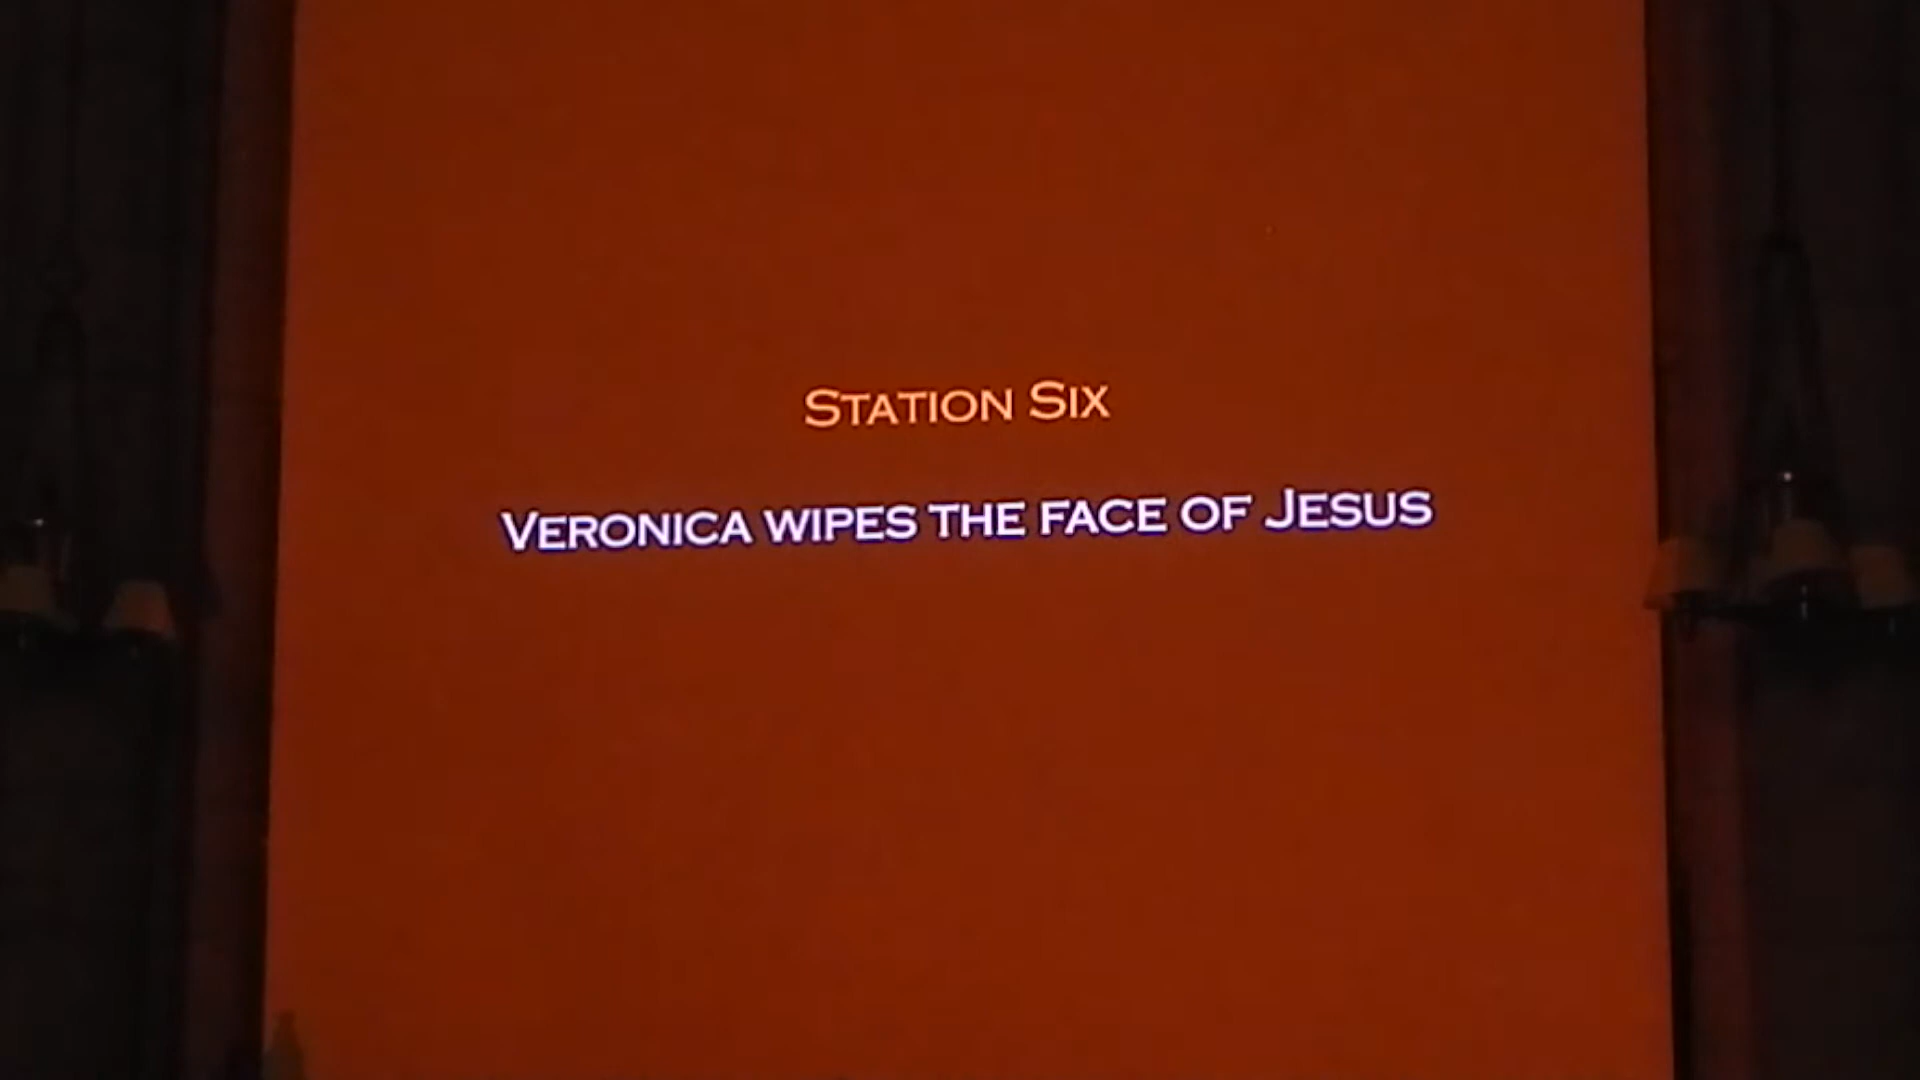 Station Six
Veronica wipes the face of Jesus